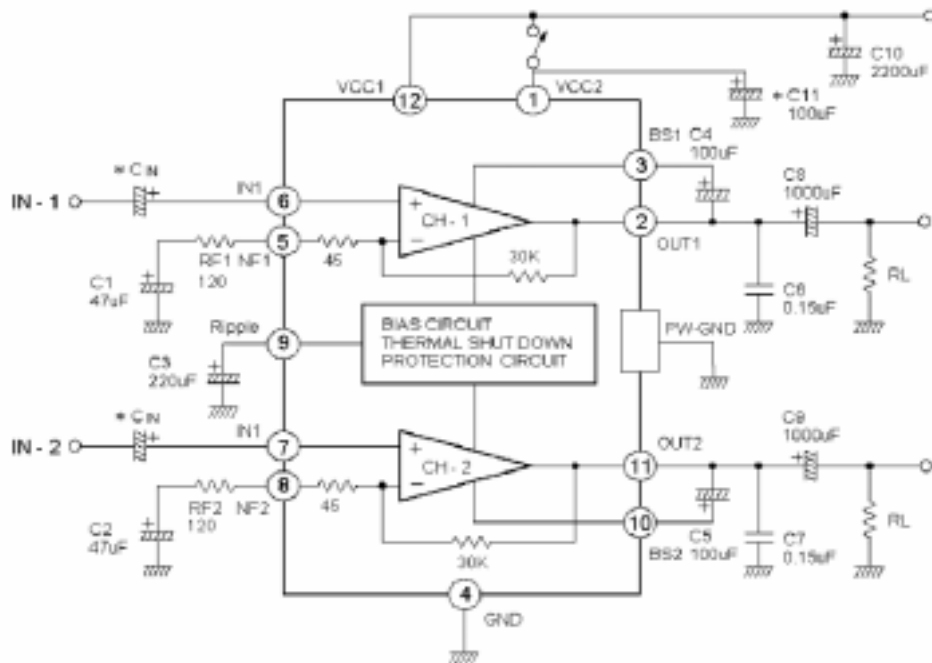 C10
2200uF
VCC1
12
1
VCC2
* C11
100uF
BS1 C4
100uF
3
* CIN
IN1
IN - 1
6
+
CH - 1
−
2
OUT1
C8
1000uF
5
RF1 NF1
120
45
30K
C1
47uF
RL
C6
0.15uF
Ripple
9
BIAS CIRCUIT
THERMAL SHUT DOWN
PROTECTION CIRCUIT
PW-GND
C3
220uF
* CIN
IN1
IN - 2
7
+
CH - 2
−
OUT2
11
C9
1000uF
8
RF2 NF2
120
45
C2
47uF
10
BS2
C5
100uF
C7
0.15uF
RL
30K
4
GND